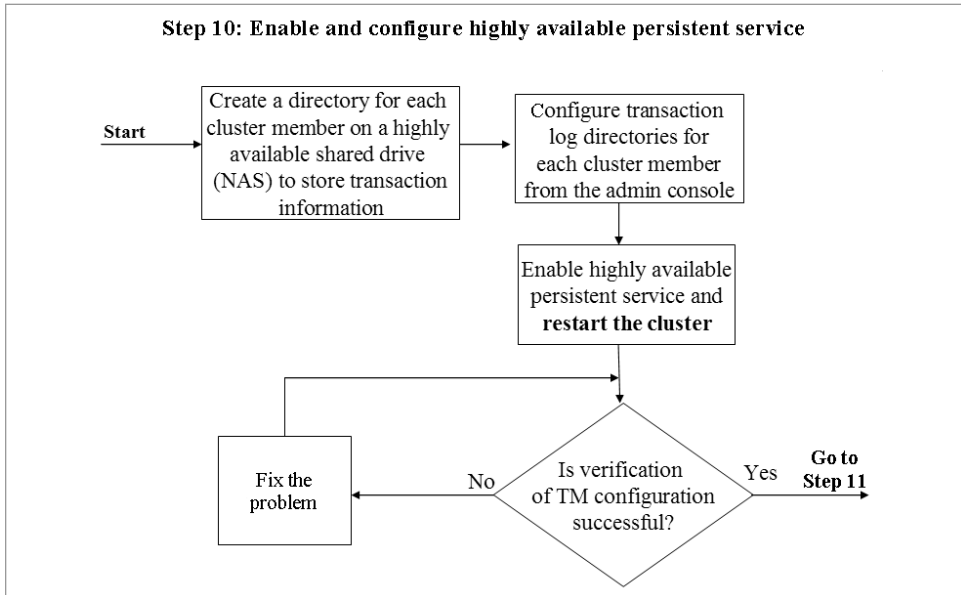 Step 10: Enable and configure highly available persistent service
Start
Create a directory for each
cluster member on a highly
available shared drive
(NAS) to store transaction
information
Configure transaction
log directories for
each cluster member
from the admin console
Enable highly available
persistent service and
restart the cluster
Is verification
of TM configuration
successful?
No
Fix the
problem
Yes
Go to
Step 11